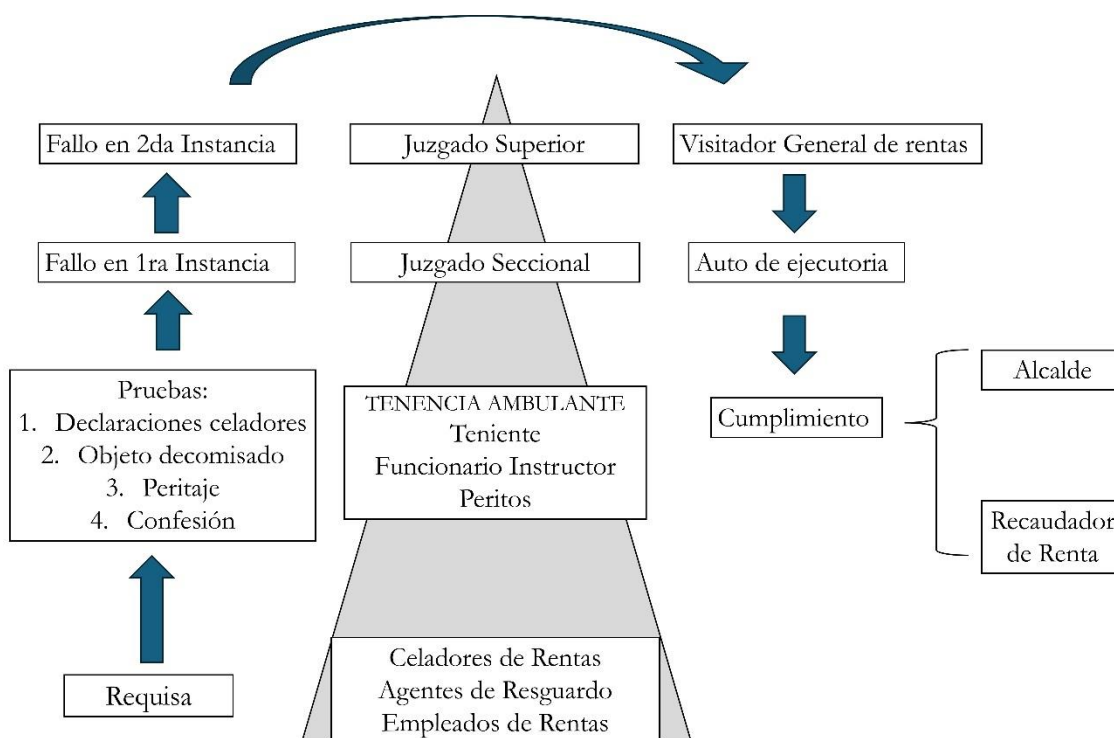 Fallo en 2da Instancia
Juzgado Superior
Visitador General de rentas
Fallo en 1ra Instancia
Juzgado Seccional
Auto de ejecutoria
Pruebas:
1. Declaraciones celadores
2. Objeto decomisado
3. Peritaje
4. Confesión
TENENCIA AMBULANTE
Teniente
Funcionario Instructor
Peritos
Cumplimiento
Alcalde
Recaudador
de Renta
Requisa
Celadores de Rentas
Agentes de Resguardo
Empleados de Rentas